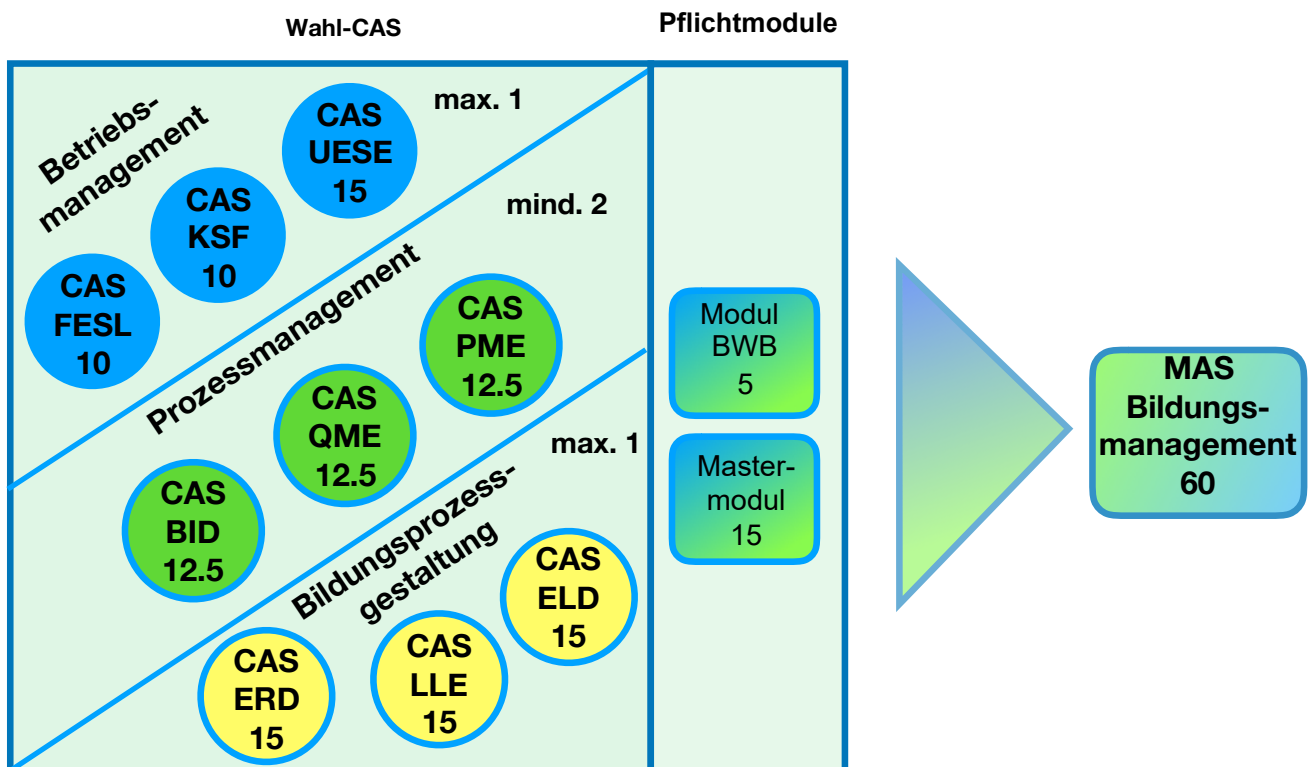 Wahl-CAS
Pflichtmodule
Betriebs-
management
max. 1
CAS
UESE
15
CAS
KSF
10
CAS
FESL
10
Prozessmanagement
mind. 2
CAS
PME
12.5
CAS
QME
12.5
CAS
BID
12.5
Bildungsprozess-
gestaltung
max. 1
CAS
ELD
15
CAS
LLE
15
CAS
ERD
15
Modul
BWB
5
Master-
modul
15
MAS
Bildungs-
management
60